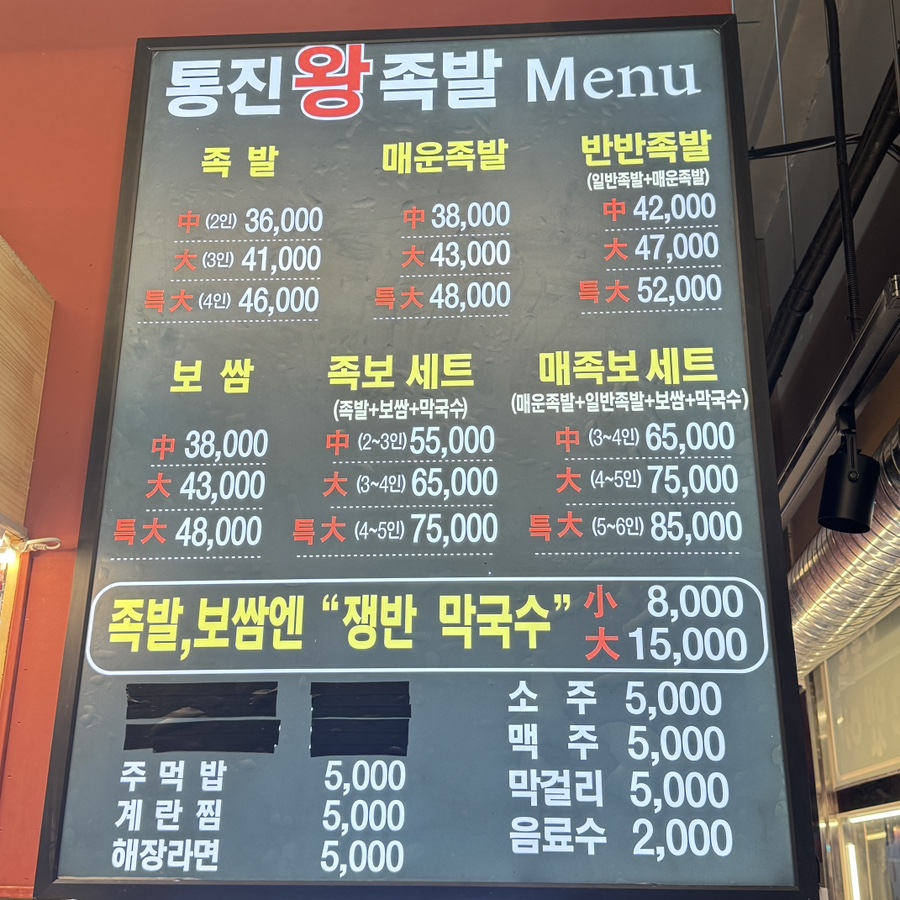 통진왕족발 Menu
족발
中 (2인) 36,000
大 (3인) 41,000
특大 (4인) 46,000
매운족발
中 38,000
大 43,000
특大 48,000
반반족발
(일반족발+매운족발)
中 42,000
大 47,000
특大 52,000
보쌈
中 38,000
大 43,000
특大 48,000
족보 세트
(족발+보쌈+막국수)
中 (2~3인) 55,000
大 (3~4인) 65,000
특大 (4~5인) 75,000
매족보 세트
(매운족발+일반족발+보쌈+막국수)
中 (3~4인) 65,000
大 (4~5인) 75,000
특大 (5~6인) 85,000
족발,보쌈엔 “쟁반 막국수”
小 8,000
大 15,000
주먹밥 5,000
계란찜 5,000
해장라면 5,000
소주 5,000
맥주 5,000
막걸리 5,000
음료수 2,000